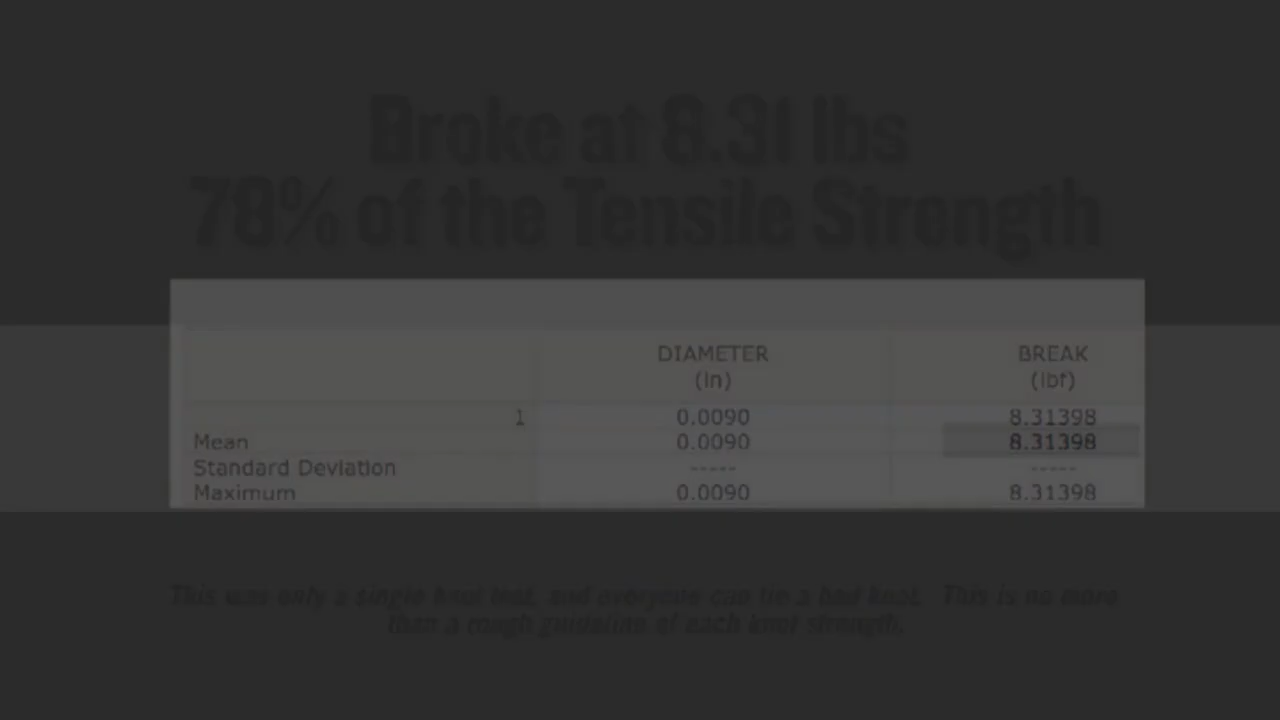 Broke at 8.31 lbs
78% of the Tensile Strength
DIAMETER BREAK
(in) (lbf)
1 0.0090 8.31398
Mean 0.0090 8.31398
Standard Deviation ----- -----
Maximum 0.0090 8.31398
This was only a single knot test, and everyone can tie a bad knot. This is no more
than a rough guideline of each knot strength.